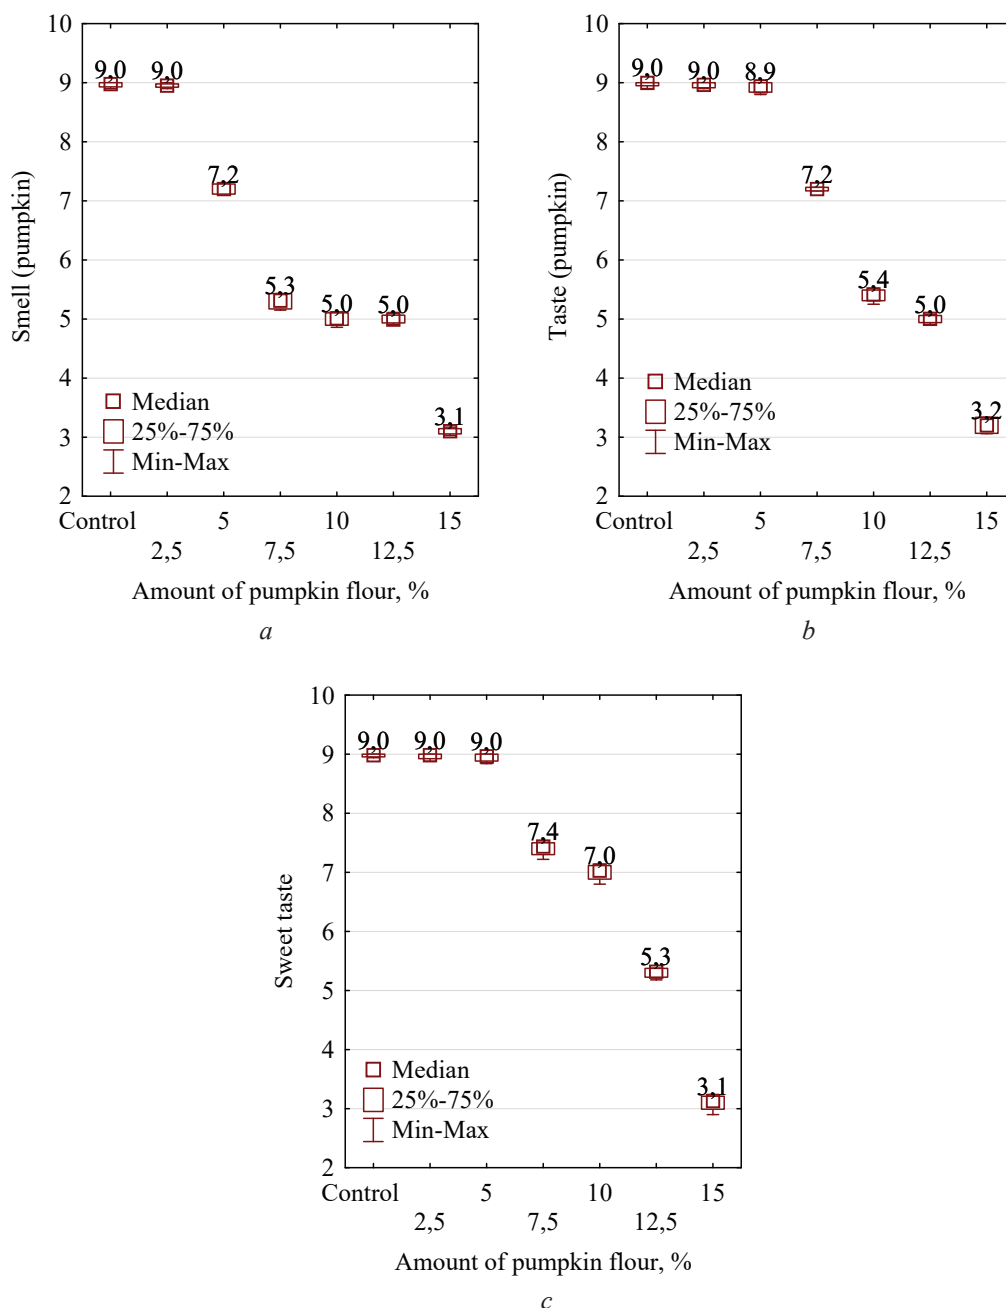 10
9
8
7
6
5
4
3
2
Smell (pumpkin)
9,0 9,0
7,2
5,3
5,0 5,0
3,1
Median
25%-75%
Min-Max
Control 5 10 15
2,5 7,5 12,5
Amount of pumpkin flour, %
a
10
9
8
7
6
5
4
3
2
Taste (pumpkin)
9,0 9,0 8,9
7,2
5,4
5,0
3,2
Median
25%-75%
Min-Max
Control 5 10 15
2,5 7,5 12,5
Amount of pumpkin flour, %
b
10
9
8
7
6
5
4
3
2
Sweet taste
9,0 9,0 9,0
7,4
7,0
5,3
3,1
Median
25%-75%
Min-Max
Control 5 10 15
2,5 7,5 12,5
Amount of pumpkin flour, %
c